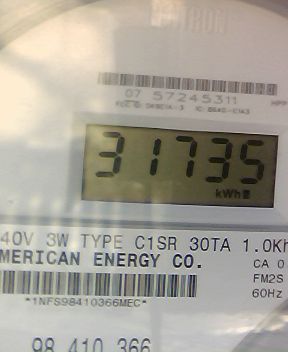 07 57245311
31735
kWh
40V 3W TYPE C1SR 30TA 1.0Kh
MERICAN ENERGY CO.
CA 0
FM2S
60Hz
*1NFS98410366MEC*
98 410 366